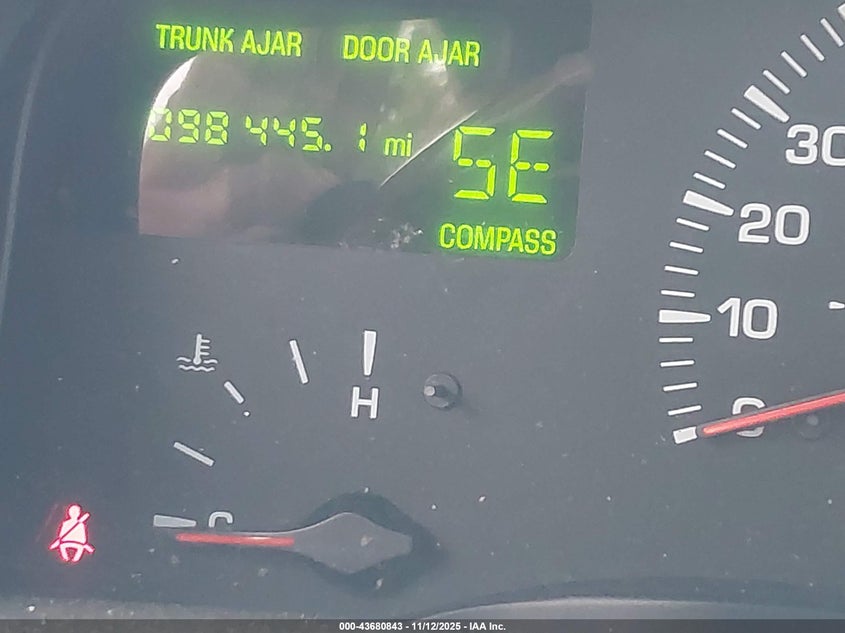 TRUNK AJAR DOOR AJAR
098445.1 mi
SE
COMPASS
30
20
10
0
H
C
000-43680843 - 11/12/2025 - IAA Inc.